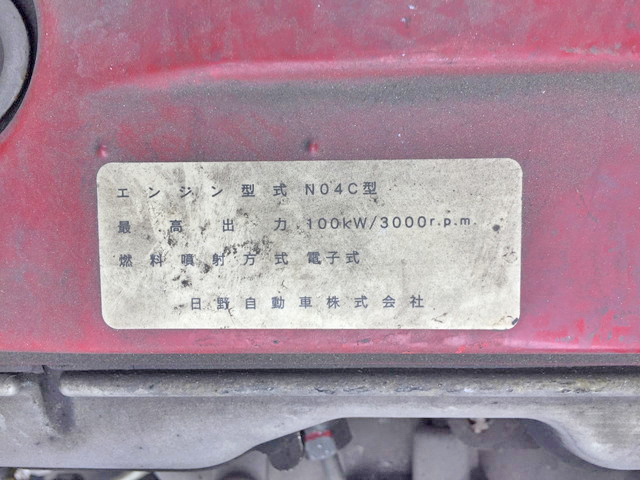 エンジン型式 N04C型
最高出力 100kW/3000r.p.m.
燃料噴射方式 電子式
日野自動車株式会社